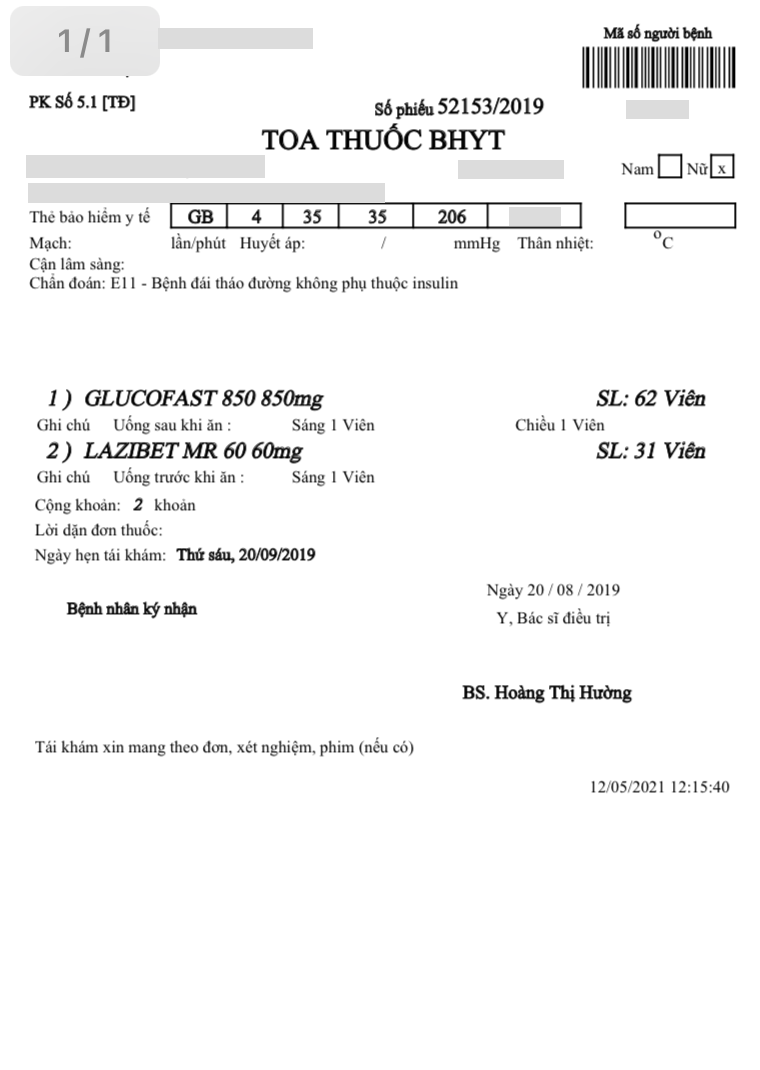 1/1
Mã số người bệnh
PK Số 5.1 [TĐ]
Số phiếu 52153/2019
TOA THUỐC BHYT
Nam Nữ x
Thẻ bảo hiểm y tế GB 4 35 35 206
Mạch: lần/phút Huyết áp: / mmHg Thân nhiệt: °C
Cận lâm sàng:
Chẩn đoán: E11 - Bệnh đái tháo đường không phụ thuộc insulin
1 ) GLUCOFAST 850 850mg SL: 62 Viên
Ghi chú Uống sau khi ăn : Sáng 1 Viên Chiều 1 Viên
2 ) LAZIBET MR 60 60mg SL: 31 Viên
Ghi chú Uống trước khi ăn : Sáng 1 Viên
Cộng khoản: 2 khoản
Lời dặn đơn thuốc:
Ngày hẹn tái khám: Thứ sáu, 20/09/2019
Ngày 20 / 08 / 2019
Bệnh nhân ký nhận
Y, Bác sĩ điều trị
BS. Hoàng Thị Hường
Tái khám xin mang theo đơn, xét nghiệm, phim (nếu có)
12/05/2021 12:15:40